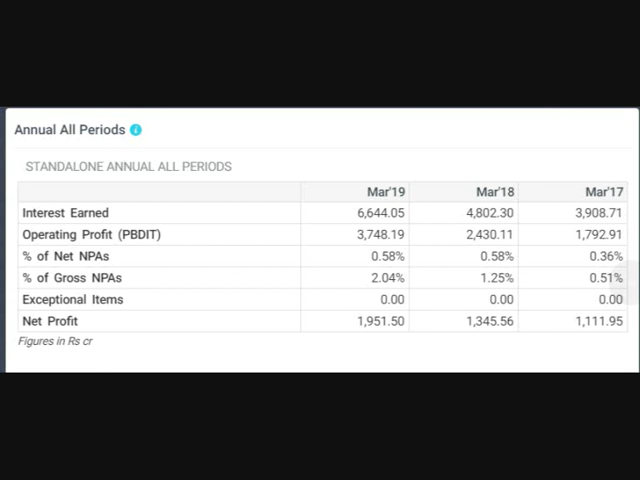 Annual All Periods
STANDALONE ANNUAL ALL PERIODS
Mar'19 Mar'18 Mar'17
Interest Earned 6,644.05 4,802.30 3,908.71
Operating Profit (PBDIT) 3,748.19 2,430.11 1,792.91
% of Net NPAs 0.58% 0.58% 0.36%
% of Gross NPAs 2.04% 1.25% 0.51%
Exceptional Items 0.00 0.00 0.00
Net Profit 1,951.50 1,345.56 1,111.95
Figures in Rs cr